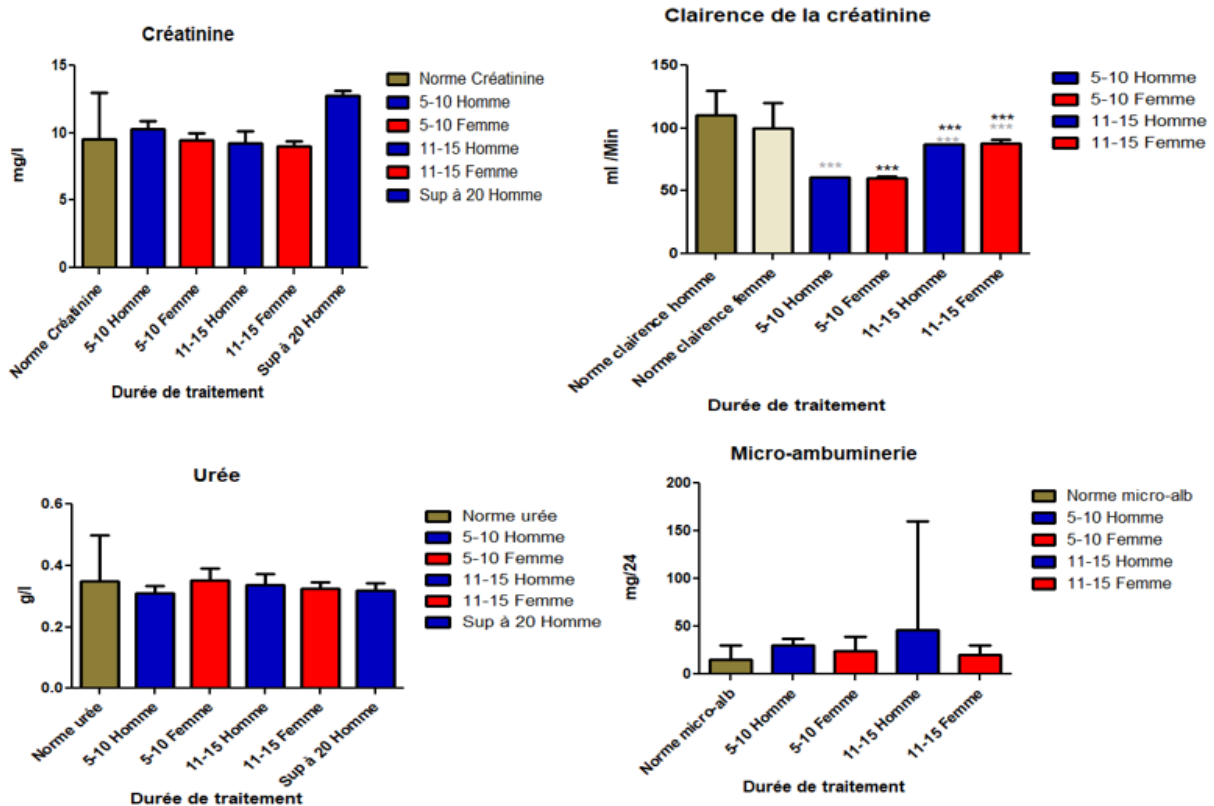 Créatinine
15
10
5
0
mg/l
Norme Créatinine
5-10 Homme
5-10 Femme
11-15 Homme
11-15 Femme
Sup à 20 Homme
Durée de traitement
Norme Créatinine
5-10 Homme
5-10 Femme
11-15 Homme
11-15 Femme
Sup à 20 Homme
Clairence de la créatinine
150
100
50
0
ml /Min
***
***
***
***
***
***
Norme clairence homme
Norme clairence femme
5-10 Homme
5-10 Femme
11-15 Homme
11-15 Femme
Durée de traitement
5-10 Homme
5-10 Femme
11-15 Homme
11-15 Femme
Urée
0.6
0.4
0.2
0.0
g/l
Norme urée
5-10 Homme
5-10 Femme
11-15 Homme
11-15 Femme
Sup à 20 Homme
Durée de traitement
Norme urée
5-10 Homme
5-10 Femme
11-15 Homme
11-15 Femme
Sup à 20 Homme
Micro-ambuminerie
200
150
100
50
0
mg/24
Norme micro-alb
5-10 Homme
5-10 Femme
11-15 Homme
11-15 Femme
Durée de traitement
Norme micro-alb
5-10 Homme
5-10 Femme
11-15 Homme
11-15 Femme